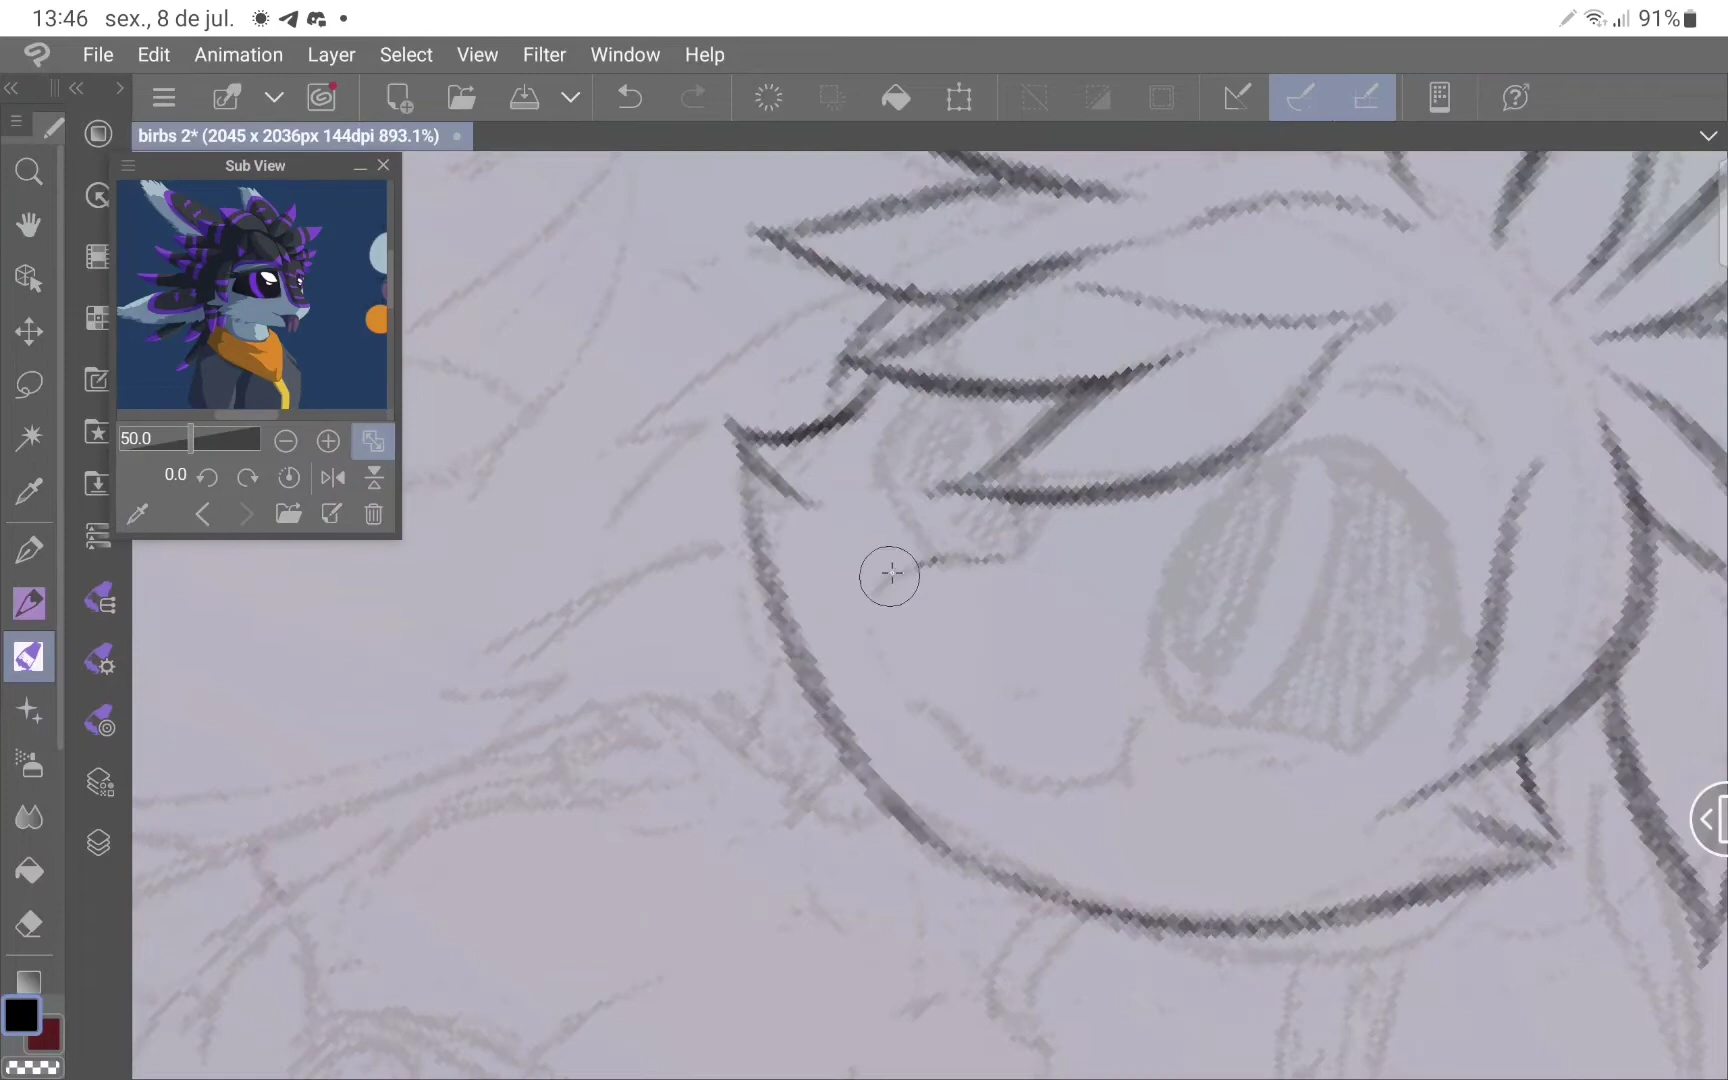 13:46 sex., 8 de jul.
91%
File Edit Animation Layer Select View Filter Window Help
birbs 2* (2045 x 2036px 144dpi 893.1%)
Sub View
50.0
0.0